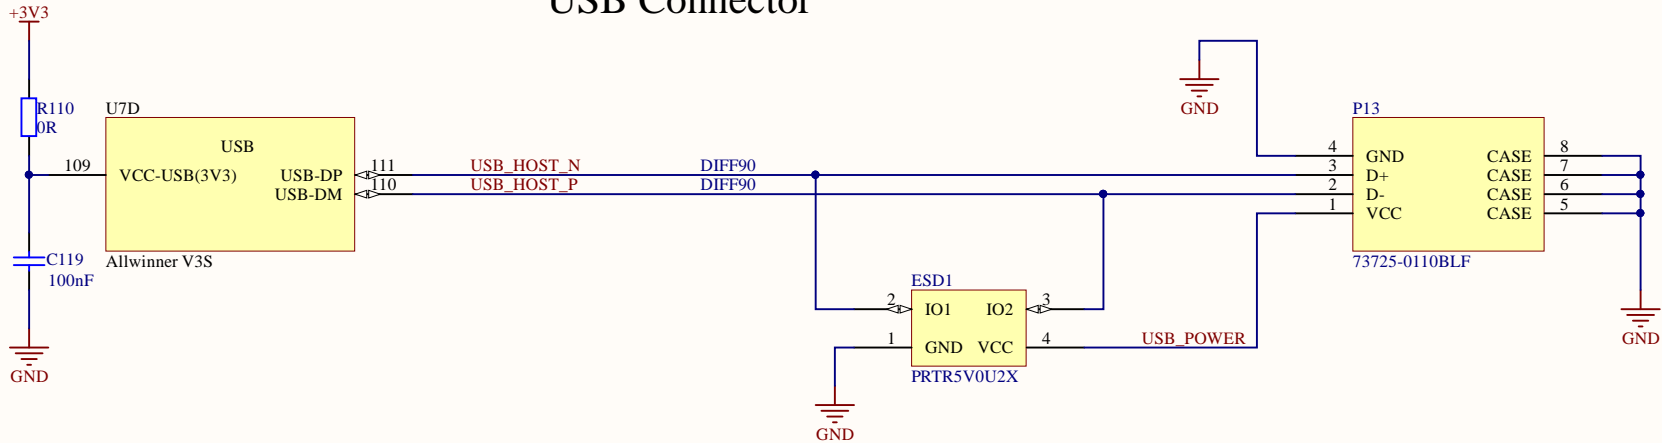 USB Connector
+3V3
R110
0R
U7D
USB
109
VCC-USB(3V3)
USB-DP
111
USB-DM
110
Allwinner V3S
C119
100nF
GND
USB_HOST_N
DIFF90
USB_HOST_P
DIFF90
ESD1
2
IO1
IO2
3
1
GND
VCC
4
PRTR5V0U2X
GND
USB_POWER
GND
P13
4
GND
CASE
8
3
D+
CASE
7
2
D-
CASE
6
1
VCC
CASE
5
73725-0110BLF
GND